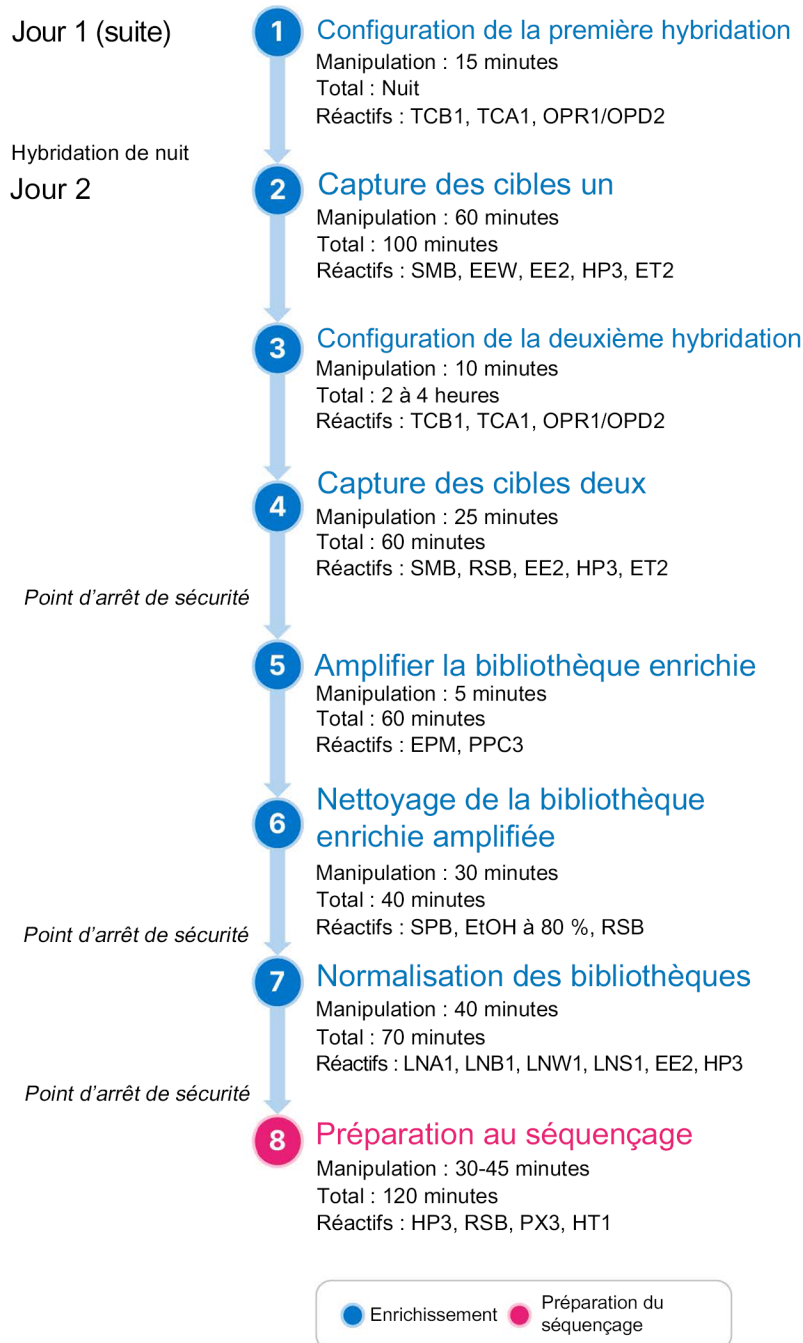 Jour 1 (suite)
1
Configuration de la première hybridation
Manipulation : 15 minutes
Total : Nuit
Réactifs : TCB1, TCA1, OPR1/OPD2
Hybridation de nuit
Jour 2
2
Capture des cibles un
Manipulation : 60 minutes
Total : 100 minutes
Réactifs : SMB, EEW, EE2, HP3, ET2
3
Configuration de la deuxième hybridation
Manipulation : 10 minutes
Total : 2 à 4 heures
Réactifs : TCB1, TCA1, OPR1/OPD2
4
Capture des cibles deux
Manipulation : 25 minutes
Total : 60 minutes
Réactifs : SMB, RSB, EE2, HP3, ET2
Point d’arrêt de sécurité
5
Amplifier la bibliothèque enrichie
Manipulation : 5 minutes
Total : 60 minutes
Réactifs : EPM, PPC3
6
Nettoyage de la bibliothèque
enrichie amplifiée
Manipulation : 30 minutes
Total : 40 minutes
Réactifs : SPB, EtOH à 80 %, RSB
Point d’arrêt de sécurité
7
Normalisation des bibliothèques
Manipulation : 40 minutes
Total : 70 minutes
Réactifs : LNA1, LNB1, LNW1, LNS1, EE2, HP3
Point d’arrêt de sécurité
8
Préparation au séquençage
Manipulation : 30-45 minutes
Total : 120 minutes
Réactifs : HP3, RSB, PX3, HT1
Enrichissement
Préparation du
séquençage